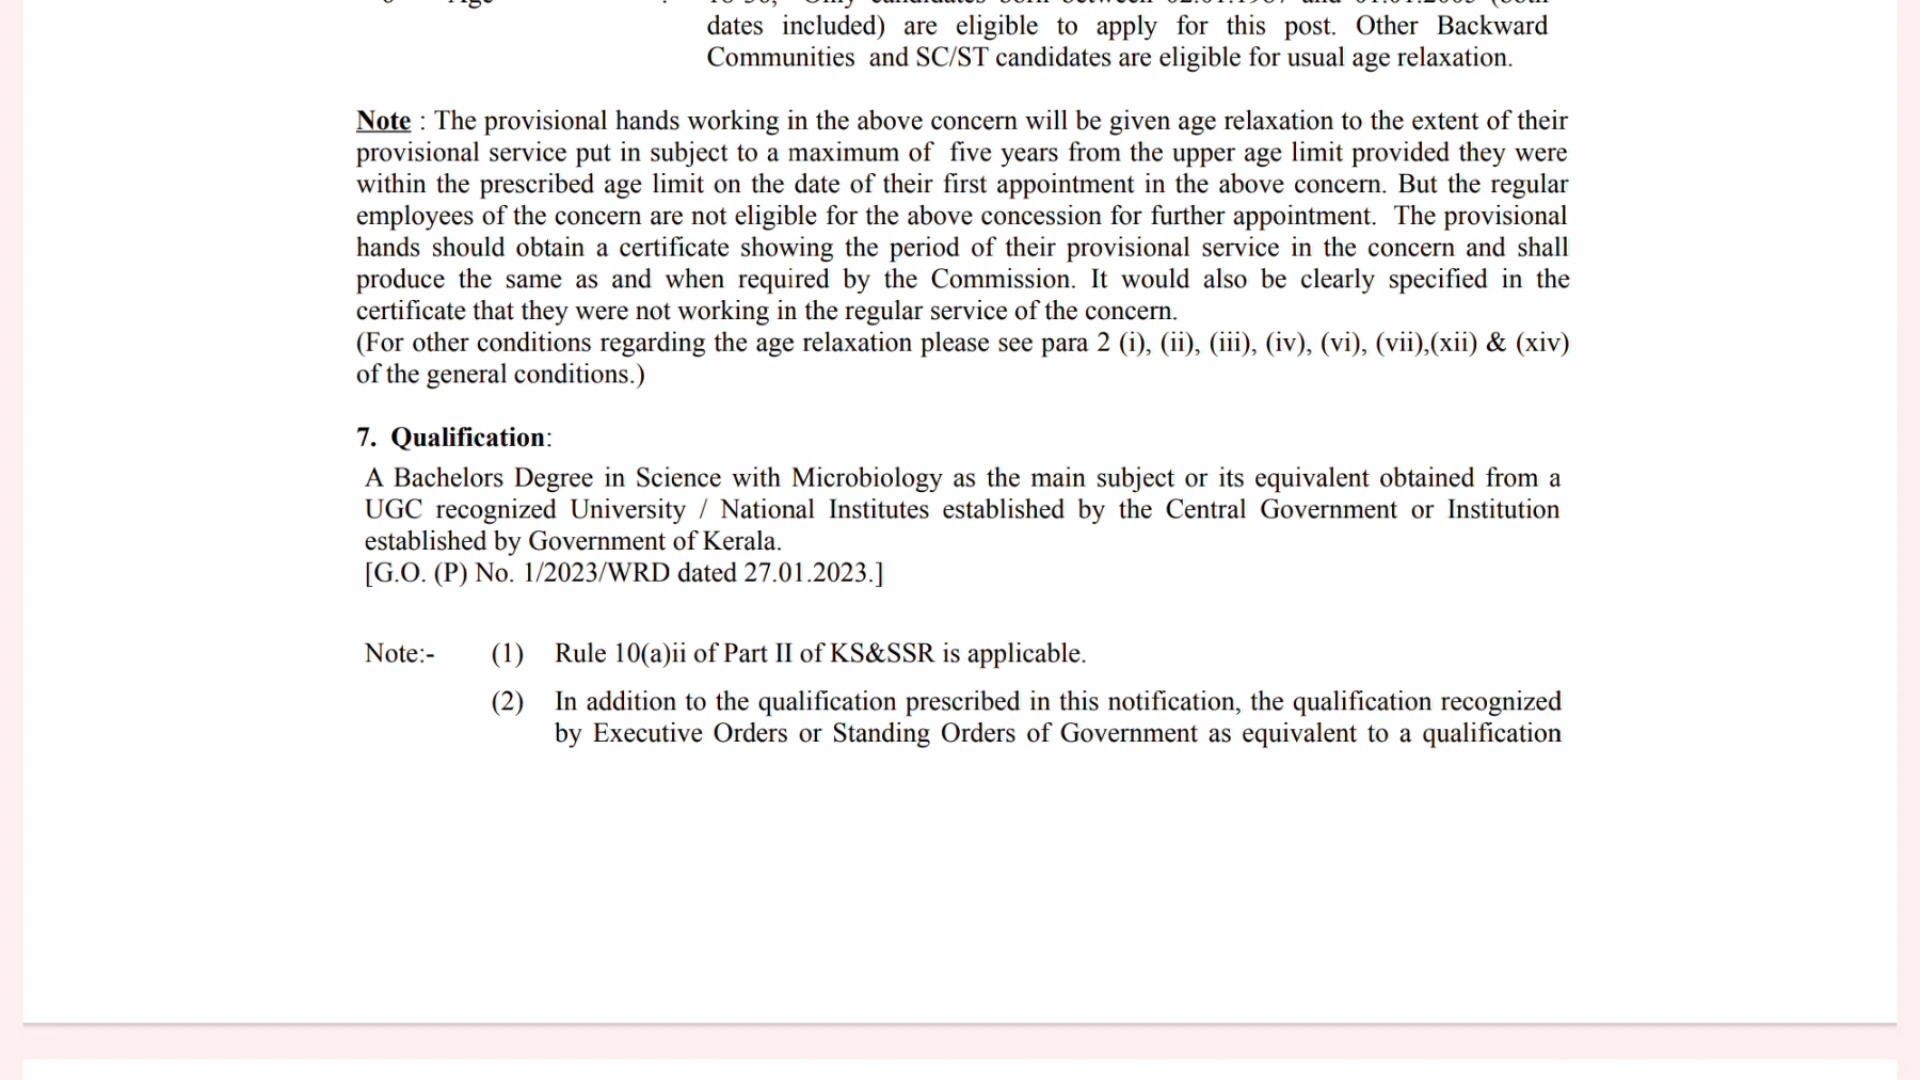 dates included) are eligible to apply for this post. Other Backward
Communities and SC/ST candidates are eligible for usual age relaxation.
Note : The provisional hands working in the above concern will be given age relaxation to the extent of their
provisional service put in subject to a maximum of five years from the upper age limit provided they were
within the prescribed age limit on the date of their first appointment in the above concern. But the regular
employees of the concern are not eligible for the above concession for further appointment. The provisional
hands should obtain a certificate showing the period of their provisional service in the concern and shall
produce the same as and when required by the Commission. It would also be clearly specified in the
certificate that they were not working in the regular service of the concern.
(For other conditions regarding the age relaxation please see para 2 (i), (ii), (iii), (iv), (vi), (vii),(xii) & (xiv)
of the general conditions.)
7. Qualification:
A Bachelors Degree in Science with Microbiology as the main subject or its equivalent obtained from a
UGC recognized University / National Institutes established by the Central Government or Institution
established by Government of Kerala.
[G.O. (P) No. 1/2023/WRD dated 27.01.2023.]
Note:- (1) Rule 10(a)ii of Part II of KS&SSR is applicable.
(2) In addition to the qualification prescribed in this notification, the qualification recognized
by Executive Orders or Standing Orders of Government as equivalent to a qualification